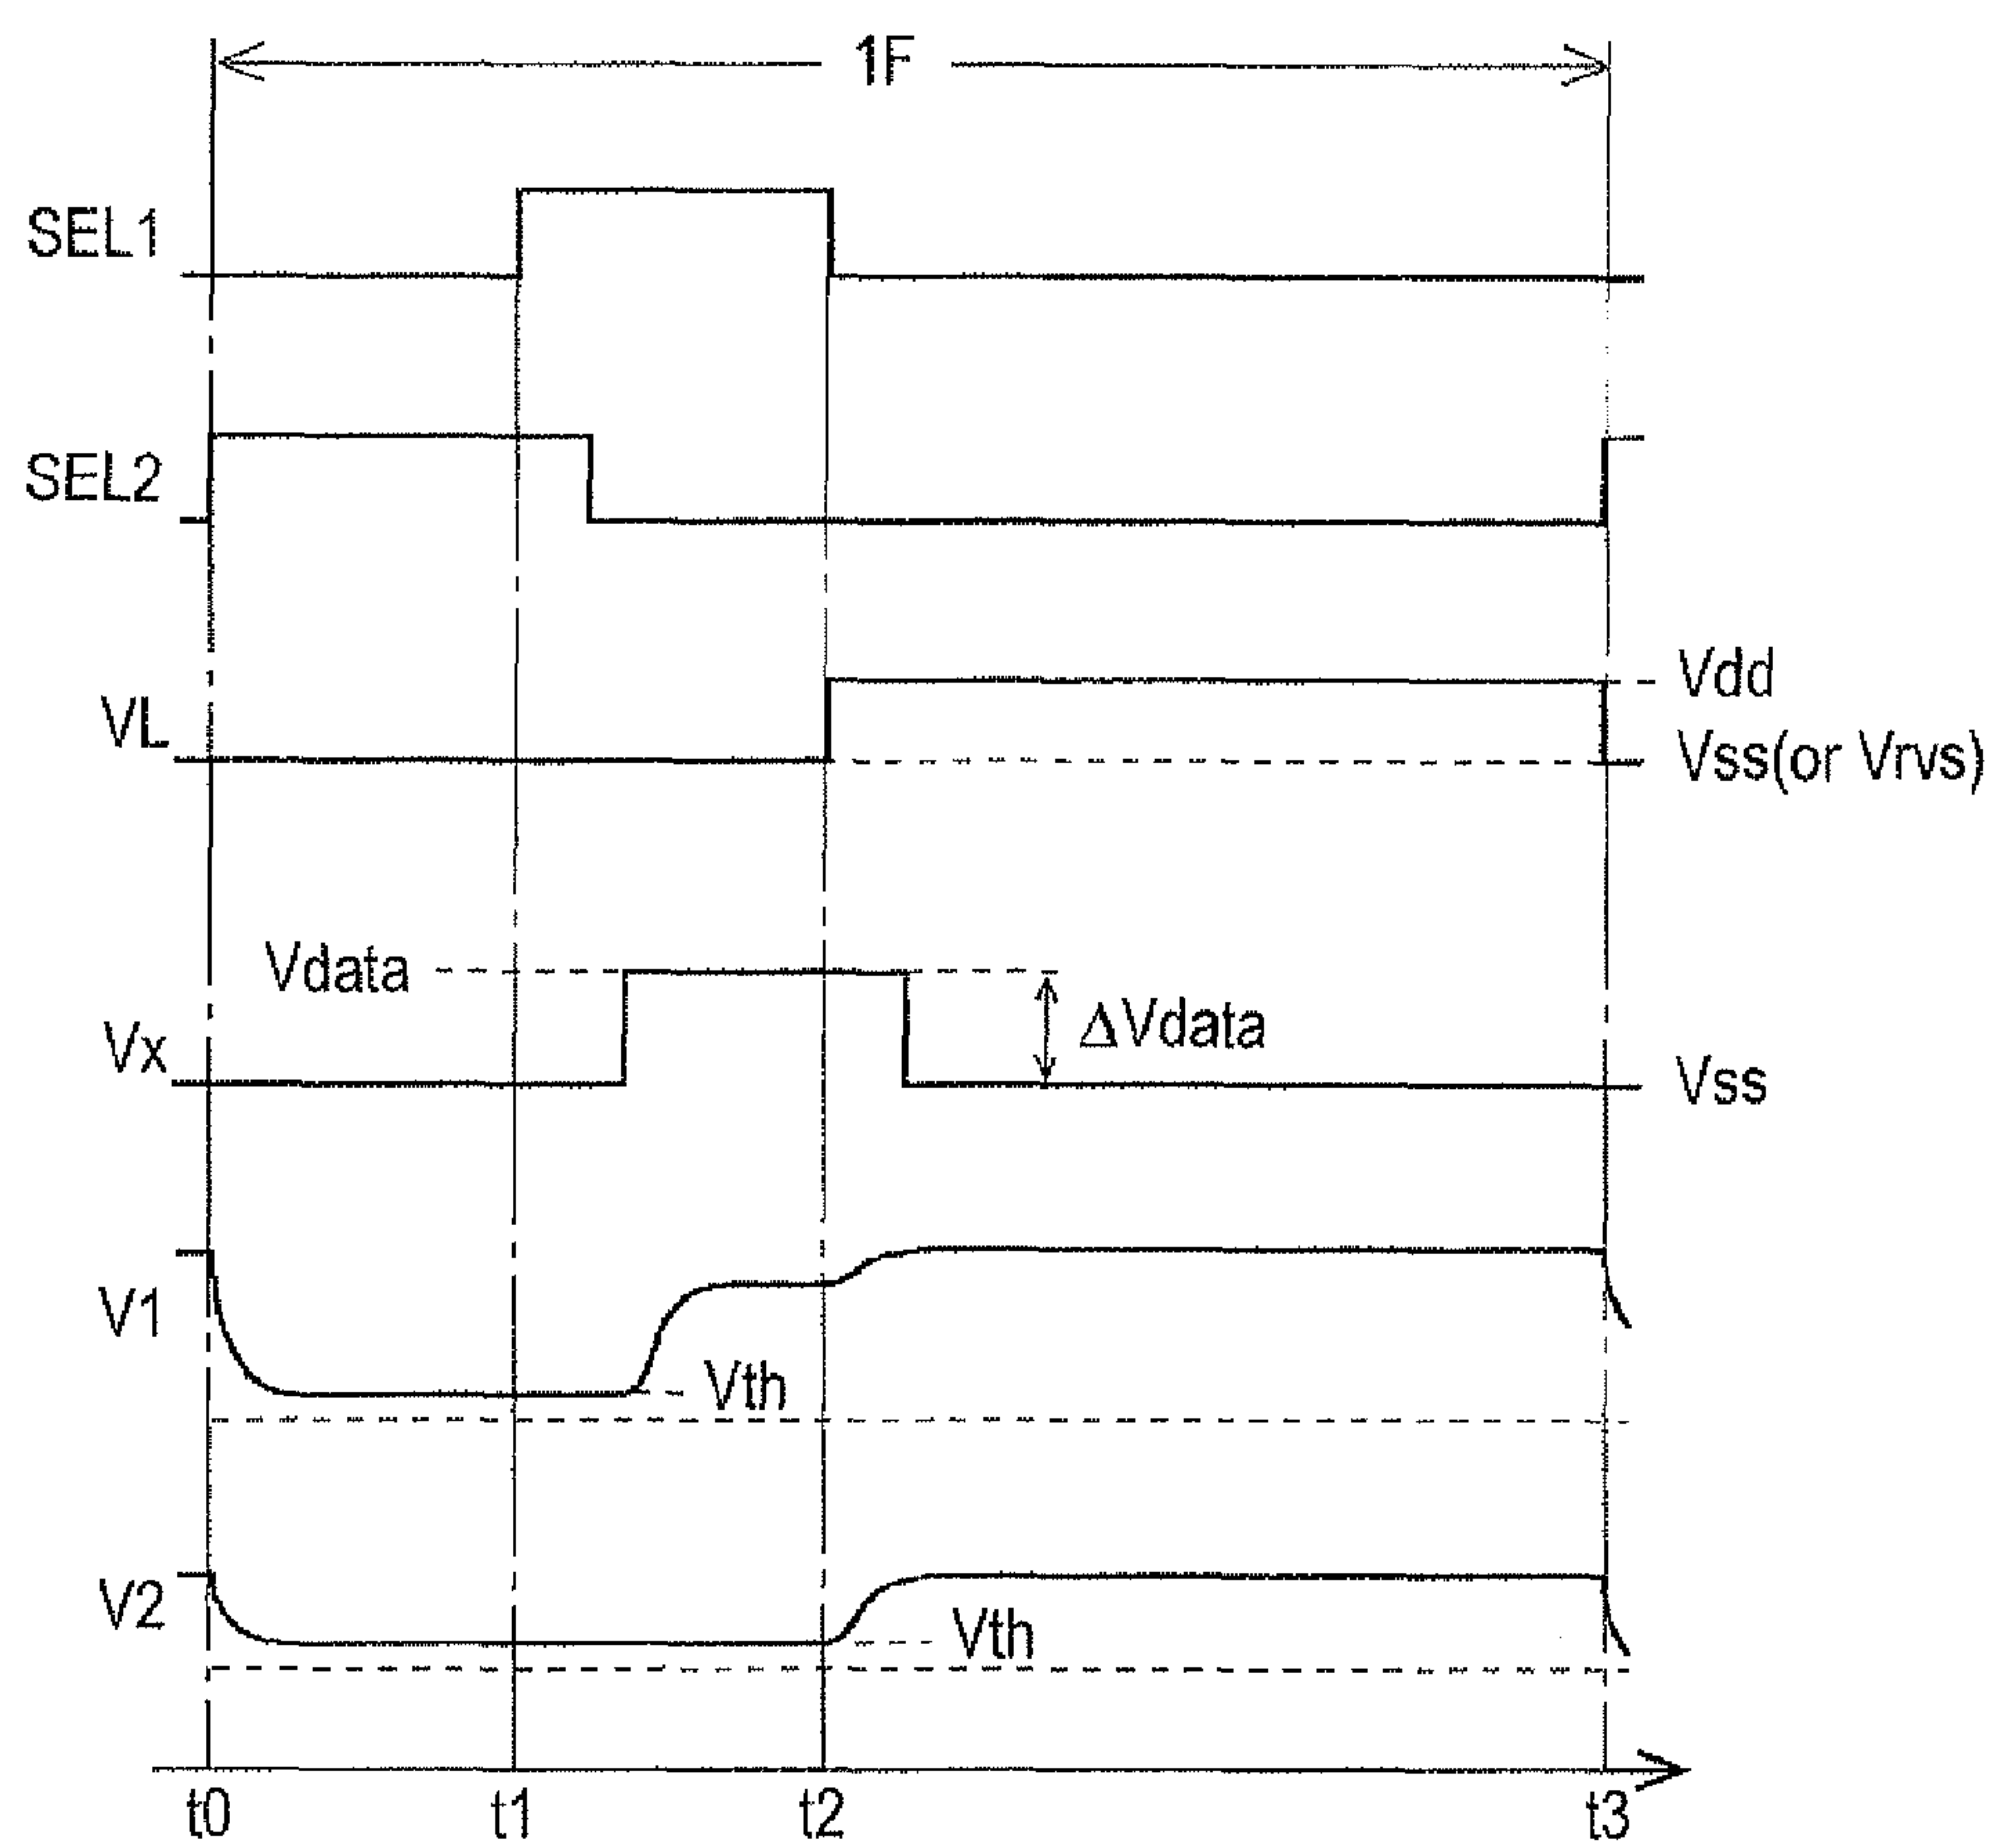 1F
SEL1
SEL2
Vdd
VL
Vss(or Vrvs)
Vdata
ΔVdata
Vx
Vss
V1
Vth
V2
Vth
t0 t1 t2 t3